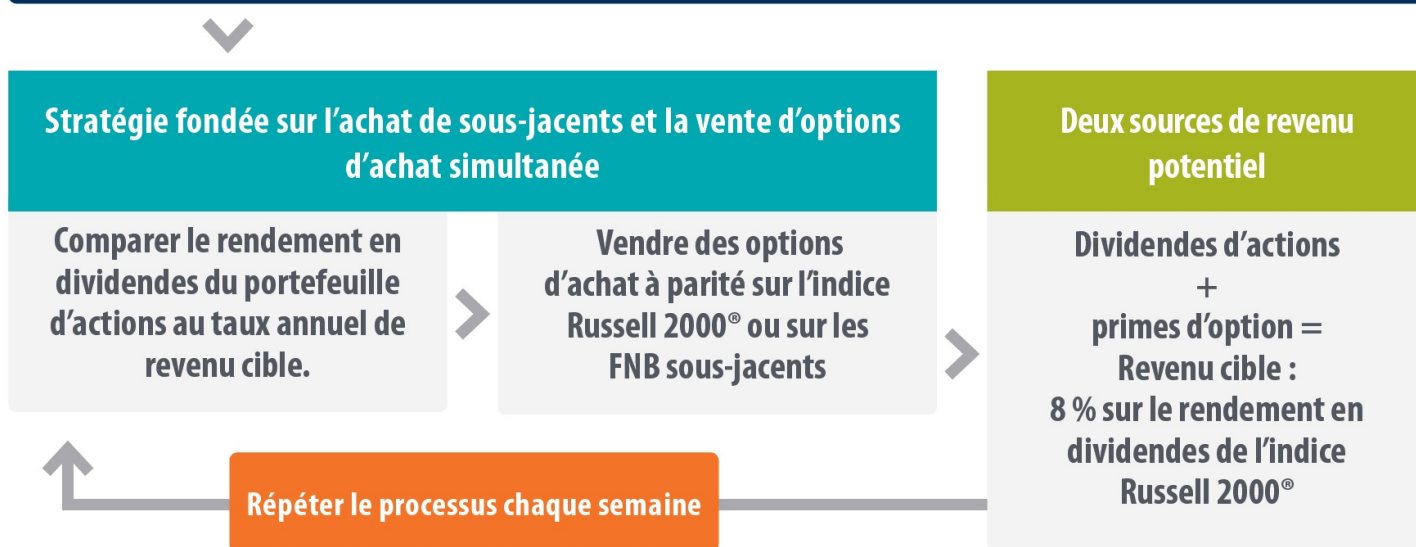 Stratégie fondée sur l’achat de sous-jacents et la vente d’options
d’achat simultanée
Comparer le rendement en
dividendes du portefeuille
d’actions au taux annuel de
revenu cible.
Vendre des options
d’achat à parité sur l’indice
Russell 2000® ou sur les
FNB sous-jacents
Deux sources de revenu
potentiel
Dividendes d’actions
+
primes d’option =
Revenu cible :
8 % sur le rendement en
dividendes de l’indice
Russell 2000®
Répéter le processus chaque semaine